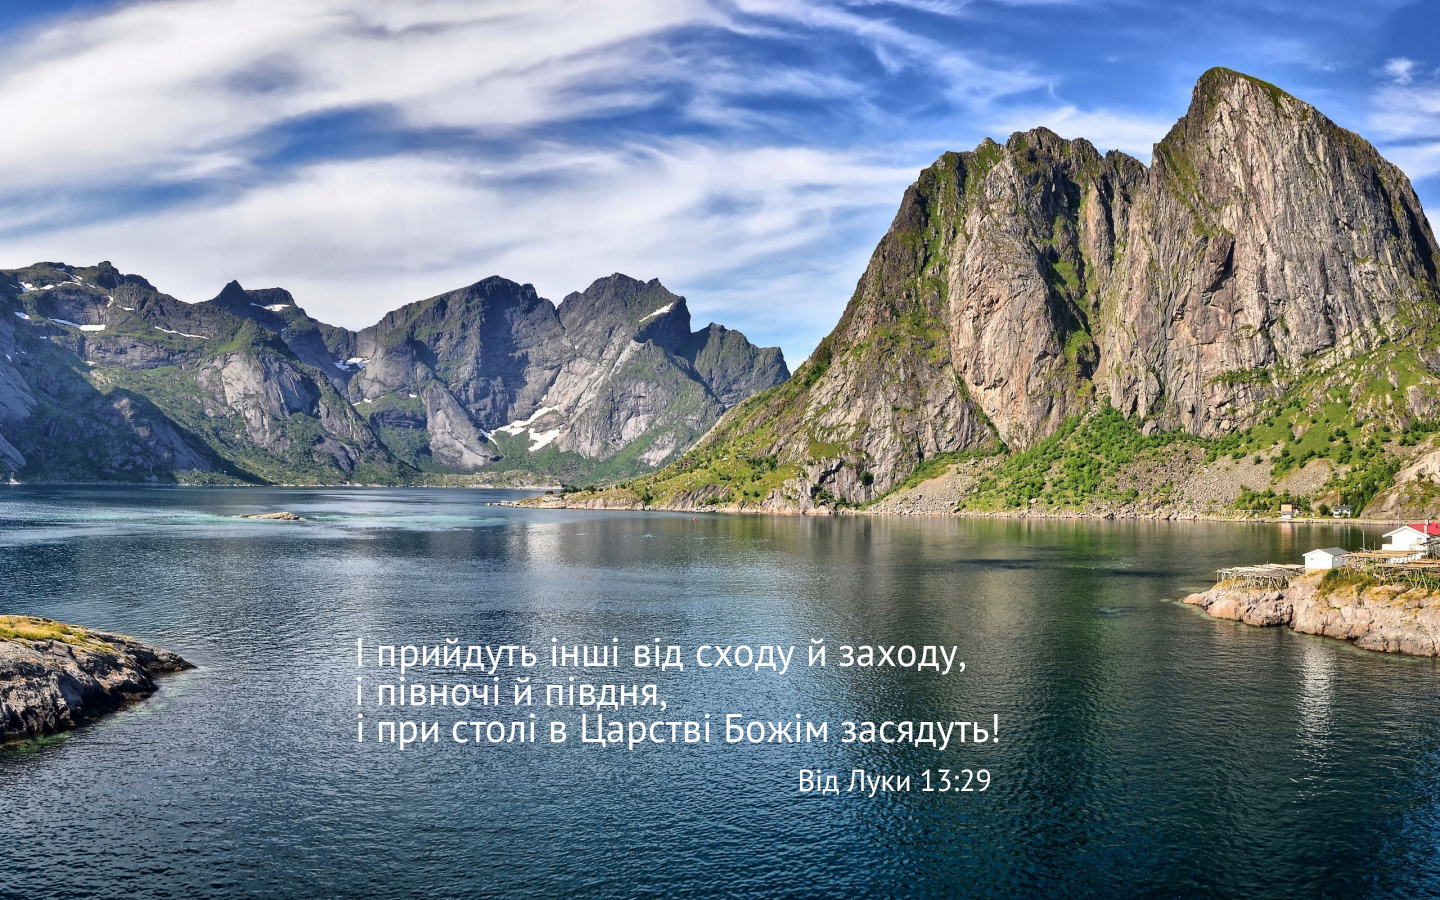 І прийдуть інші від сходу й заходу,
і півночі й півдня,
і при столі в Царстві Божім засядуть!
Від Луки 13:29